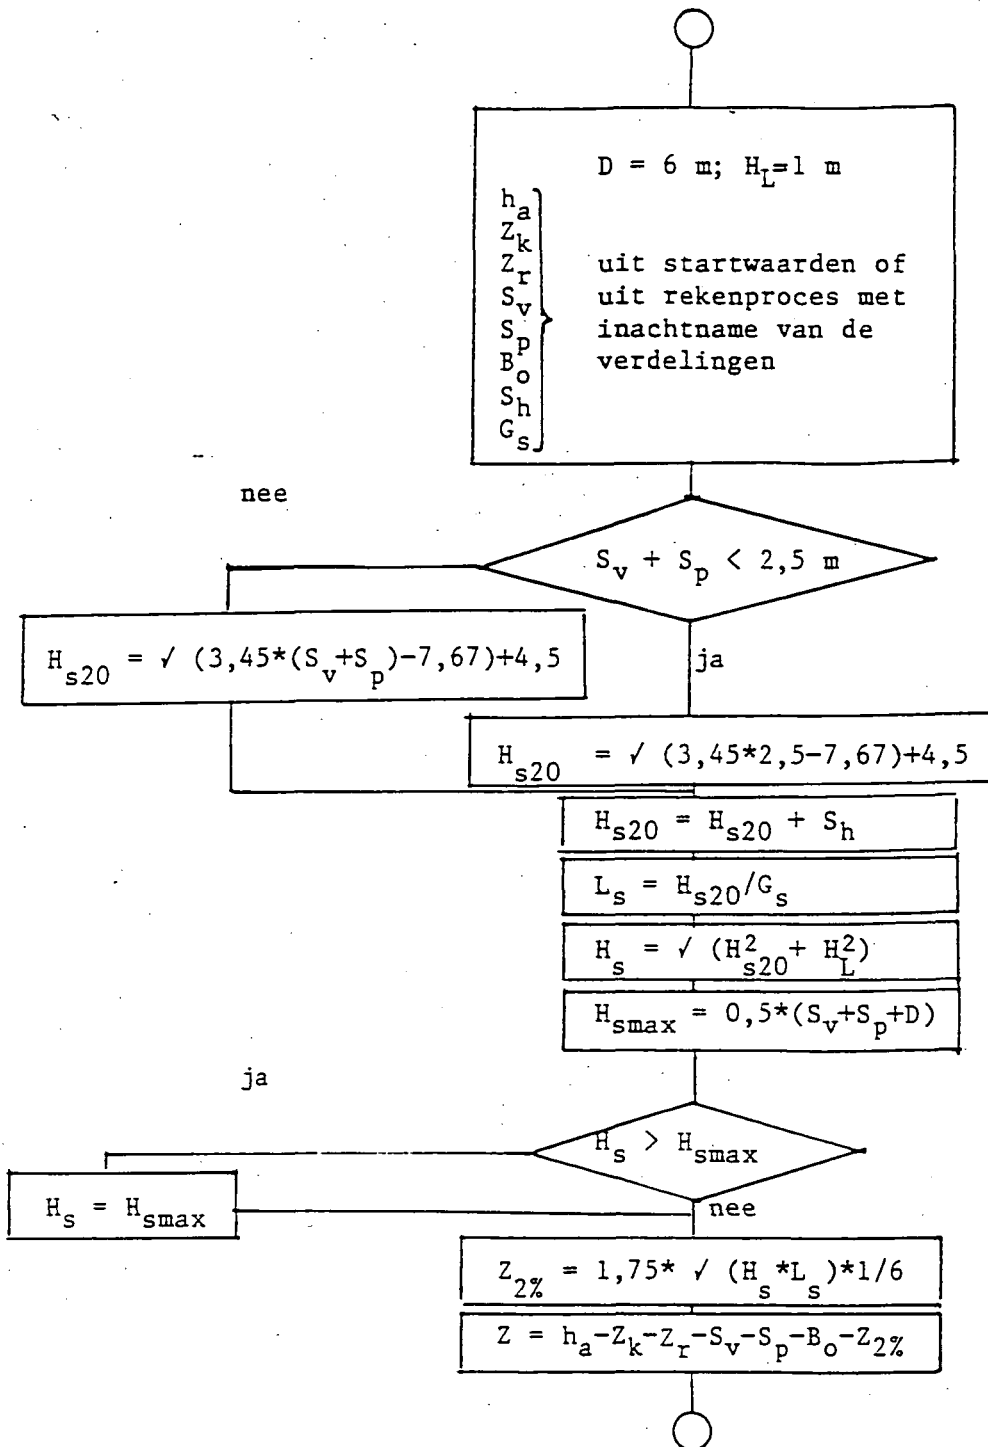 D = 6 m; H_L=1 m
h_a
Z_k
Z_r
S_v
S_p
B_o
S_h
G_s
uit startwaarden of
uit rekenproces met
inachtname van de
verdelingen
nee
S_v + S_p < 2,5 m
H_s20 = √ (3,45*(S_v+S_p)-7,67)+4,5
ja
H_s20 = √ (3,45*2,5-7,67)+4,5
H_s20 = H_s20 + S_h
L_s = H_s20/G_s
H_s = √ (H²_s20+ H²_L)
H_smax = 0,5*(S_v+S_p+D)
ja
H_s > H_smax
H_s = H_smax
nee
Z_2% = 1,75* √ (H_s*L_s)*1/6
Z = h_a-Z_k-Z_r-S_v-S_p-B_o-Z_2%